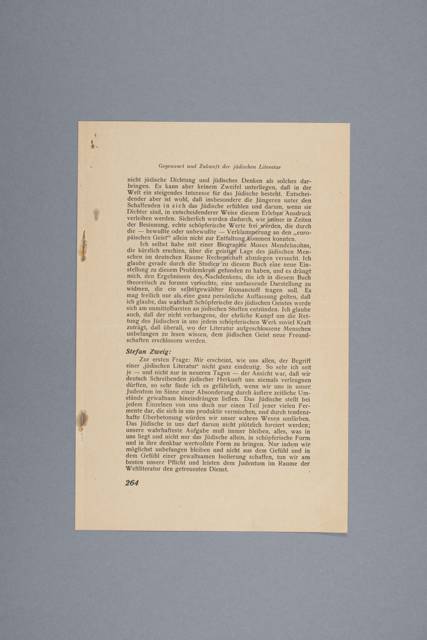 Gegenwart und Zukunft der jüdischen Literatur
nicht jüdische Dichtung und jüdisches Denken als solches dar-
bringen. Es kann aber keinem Zweifel unterliegen, daß in der
Welt ein steigendes Interesse für das Jüdische besteht. Entschei-
dender aber ist wohl, daß insbesondere die Jüngeren unter den
Schaffenden in sich das Jüdische erfühlen und darum, wenn sie
Dichter sind, in entscheidenderer Weise diesem Erlebnis Ausdruck
verleihen werden. Sicherlich werden dadurch, wie immer in Zeiten
der Besinnung, echte schöpferische Werte frei werden, die durch
die — bewußte oder unbewußte — Verklammerung an den „euro-
päischen Geist“ allein nicht zur Entfaltung kommen konnten.
Ich selbst habe mit einer Biographie Moses Mendelssohns,
die kürzlich erschien, über die geistige Lage des jüdischen Men-
schen im deutschen Raume Rechenschaft abzulegen versucht. Ich
glaube gerade durch die Studien zu diesem Buch eine neue Ein-
stellung zu diesem Problemkreis gefunden zu haben, und es drängt
mich, den Ergebnissen des Nachdenkens, die ich in diesem Buch
theoretisch zu formen versuchte, eine umfassende Darstellung zu
widmen, die ein selbstgewählter Romanstoff tragen soll. Es
mag freilich nur als eine ganz persönliche Auffassung gelten, daß
ich glaube, das wahrhaft Schöpferische des jüdischen Geistes werde
sich am unmittelbarsten an jüdischen Stoffen entzünden. Ich glaube
auch, daß der nicht verhangene, der ehrliche Kampf um die Ret-
tung des Jüdischen in uns jedem schöpferischen Werk soviel Kraft
zuträgt, daß überall, wo der Literatur aufgeschlossene Menschen
unbefangen zu lesen wissen, dem jüdischen Geist neue Freund-
schaften erschlossen werden.
Stefan Zweig:
Zur ersten Frage: Mir erscheint, wie uns allen, der Begriff
einer „jüdischen Literatur“ nicht ganz eindeutig. So sehr ich seit
je — und nicht nur in neueren Tagen — der Ansicht war, daß wir
deutsch Schreibenden jüdischer Herkunft uns niemals verleugnen
dürften, so sehr finde ich es gefährlich, wenn wir uns in unser
Judentum im Sinne einer Absonderung durch äußere zeitliche Um-
stände gewaltsam hineindrängen ließen. Das Jüdische stellt bei
jedem Einzelnen von uns doch nur einen Teil jener vielen Fer-
mente dar, die sich in uns produktiv vermischen, und durch tendenz-
hafte Überbetonung würden wir unser wahres Wesen umfärben.
Das Jüdische in uns darf darum nicht plötzlich forciert werden;
unsere wahrhafteste Aufgabe muß immer bleiben, alles, was in
uns liegt und nicht nur das Jüdische allein, in schöpferische Form
und in ihre denkbar wertvollste Form zu bringen. Nur indem wir
möglichst unbefangen bleiben und nicht aus dem Gefühl und in
dem Gefühl einer gewaltsamen Isolierung schaffen, tun wir am
besten unsere Pflicht und leisten dem Judentum im Raume der
Weltliteratur den getreuesten Dienst.
264